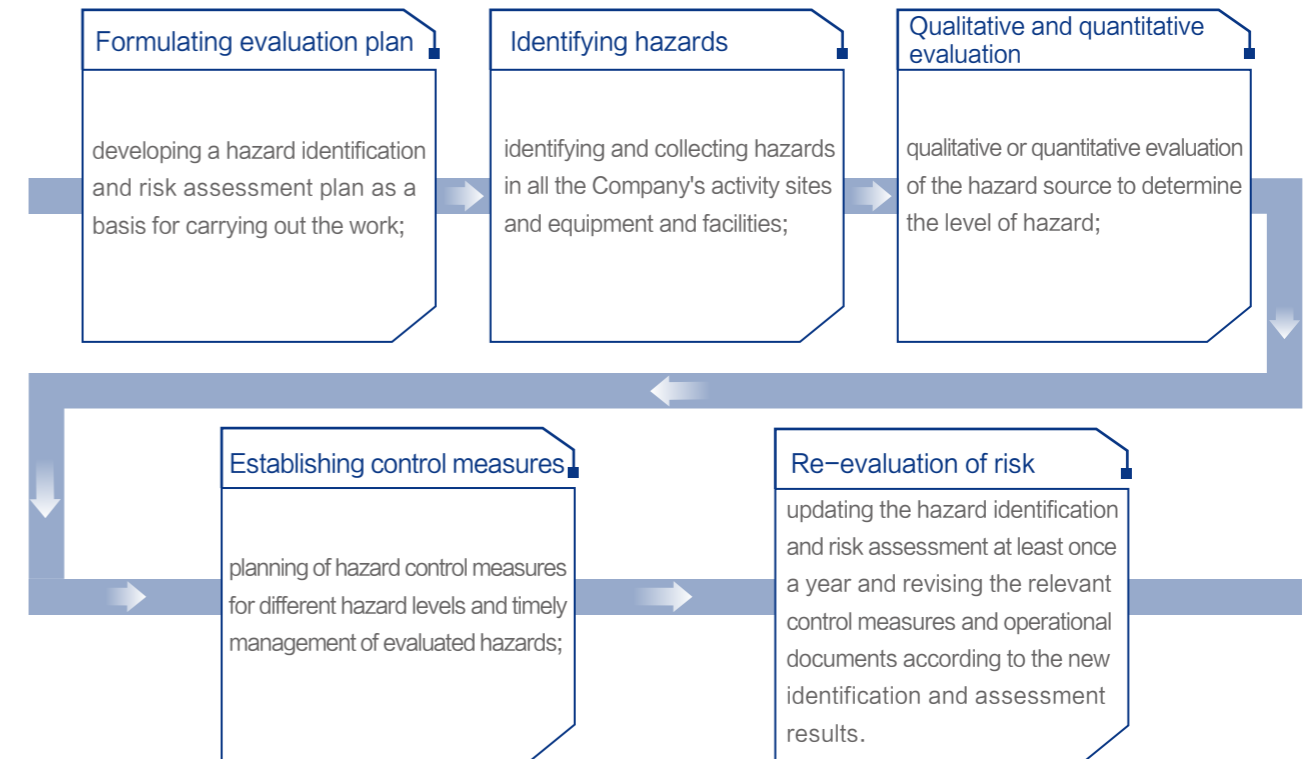 Formulating evaluation plan
developing a hazard identification
and risk assessment plan as a
basis for carrying out the work;
Identifying hazards
identifying and collecting hazards
in all the Company's activity sites
and equipment and facilities;
Qualitative and quantitative
evaluation
qualitative or quantitative evaluation
of the hazard source to determine
the level of hazard;
Establishing control measures
planning of hazard control measures
for different hazard levels and timely
management of evaluated hazards;
Re-evaluation of risk
updating the hazard identification
and risk assessment at least once
a year and revising the relevant
control measures and operational
documents according to the new
identification and assessment
results.